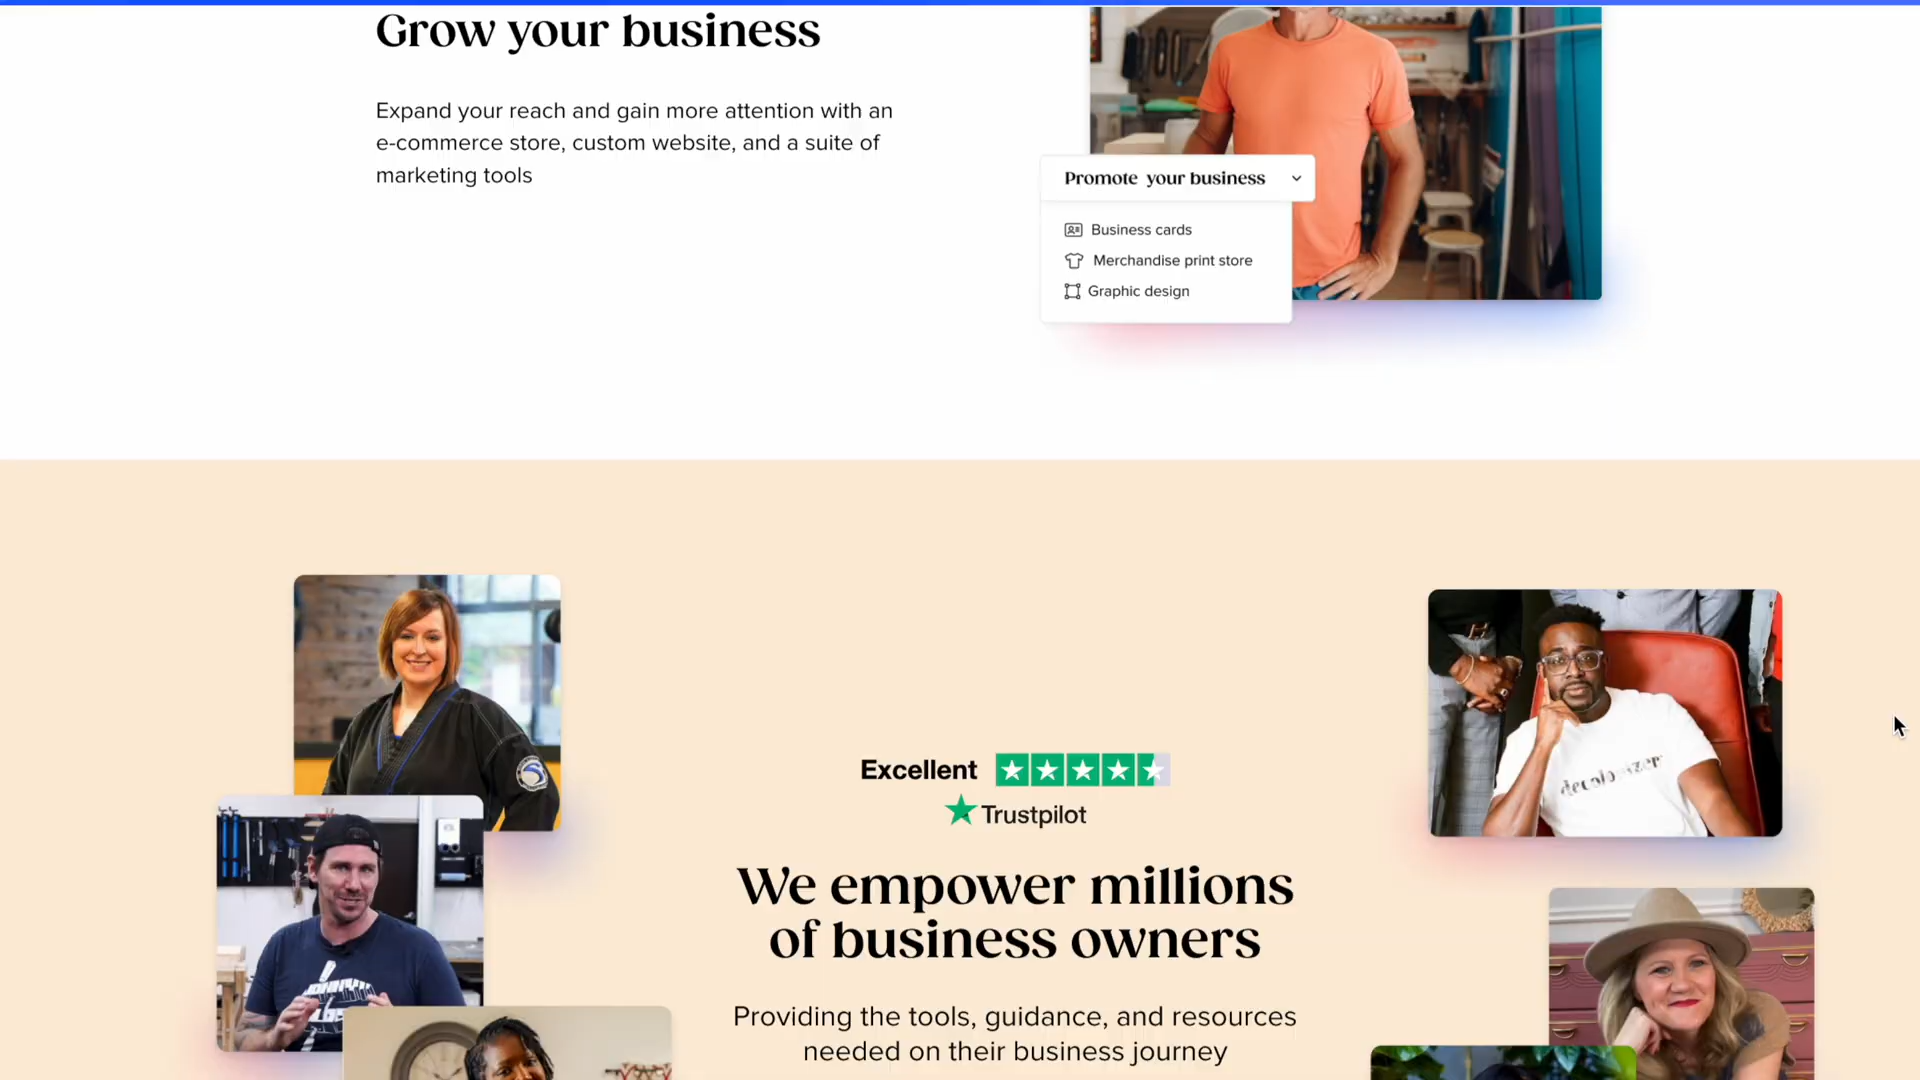 Grow your business
Expand your reach and gain more attention with an
e-commerce store, custom website, and a suite of
marketing tools
Promote your business
Business cards
Merchandise print store
Graphic design
Excellent
Trustpilot
We empower millions
of business owners
Providing the tools, guidance, and resources
needed on their business journey